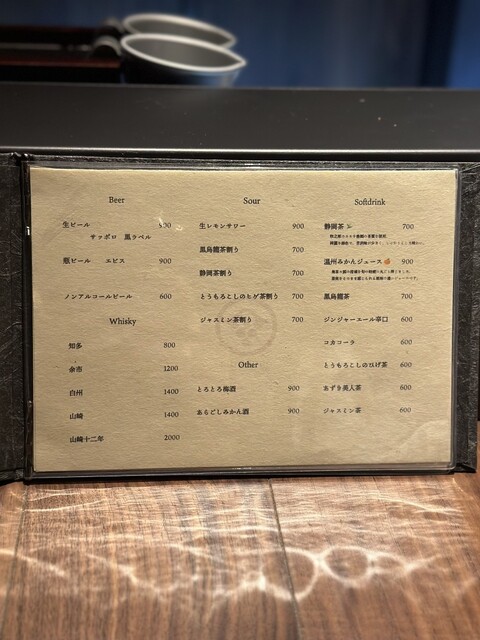 Beer
生ビール 900
サッポロ 黒ラベル
瓶ビール エビス 900
ノンアルコールビール 600
Whisky
知多 800
余市 1200
白州 1400
山崎 1400
山崎十二年 2000
Sour
生レモンサワー 900
黒烏龍茶割り 700
静岡茶割り 700
とうもろこしのヒゲ茶割り 700
ジャスミン茶割り 700
Other
とろとろ梅酒 900
あらごしみかん酒 900
Softdrink
静岡茶 700
温州みかんジュース 900
黒烏龍茶 700
ジンジャーエール辛口 600
コカコーラ 600
とうもろこしのひげ茶 600
あずき美人茶 600
ジャスミン茶 600